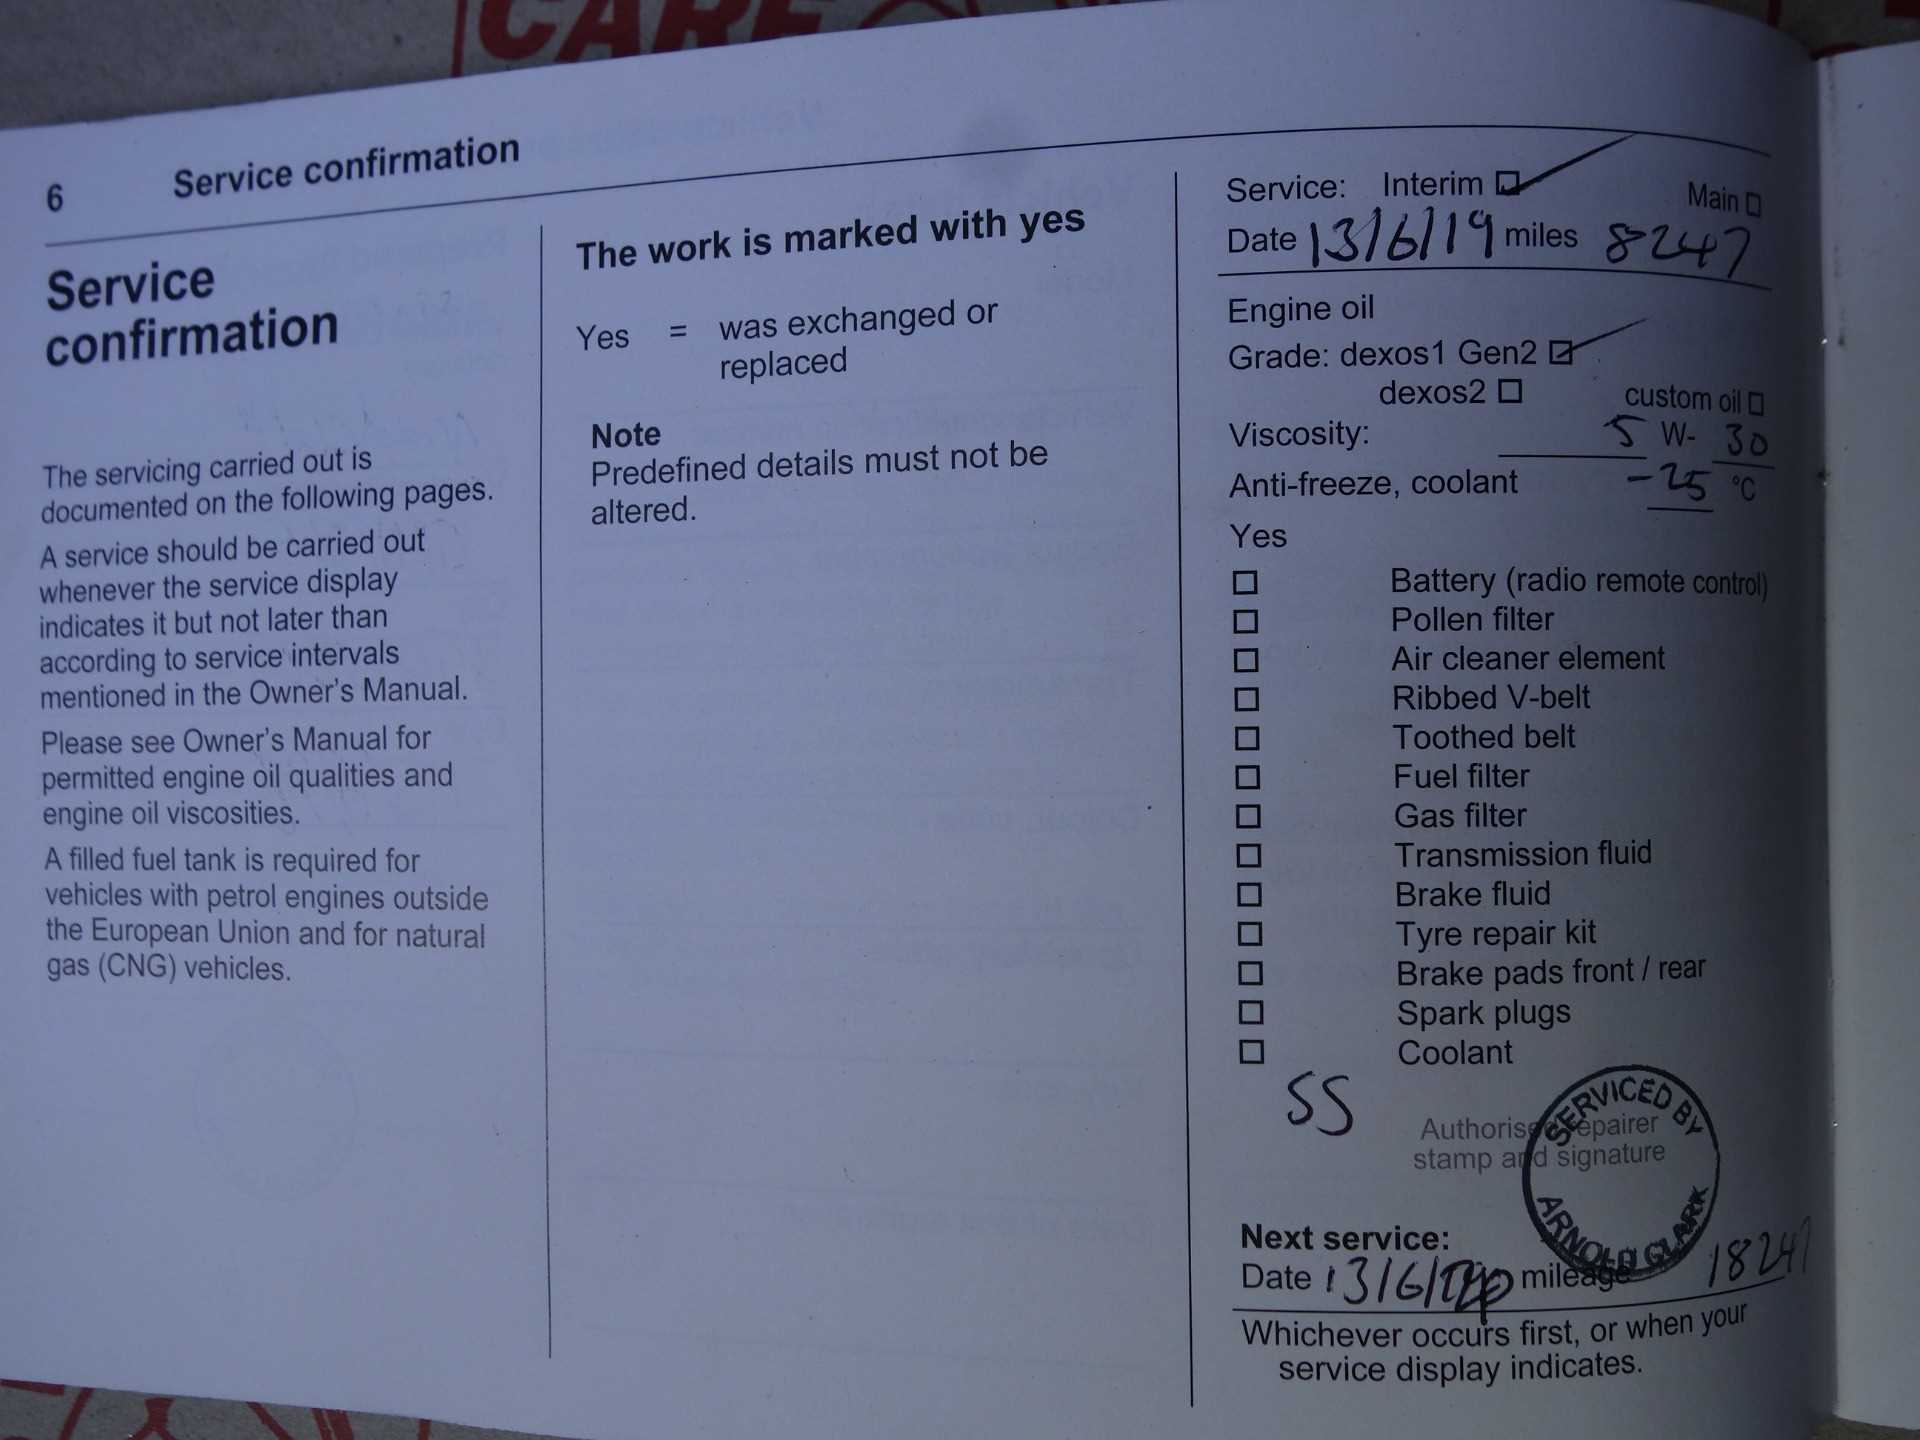 CARE
6 Service confirmation
Service
confirmation
The servicing carried out is
documented on the following pages.
A service should be carried out
whenever the service display
indicates it but not later than
according to service intervals
mentioned in the Owner's Manual.
Please see Owner's Manual for
permitted engine oil qualities and
engine oil viscosities.
A filled fuel tank is required for
vehicles with petrol engines outside
the European Union and for natural
gas (CNG) vehicles.
The work is marked with yes
Yes = was exchanged or
replaced
Note
Predefined details must not be
altered.
Service: Interim Main
Date 13/6/19 miles 8247
Engine oil
Grade: dexos1 Gen2
dexos2 custom oil
Viscosity: 5 W- 30
Anti-freeze, coolant -25 °C
Yes
Battery (radio remote control)
Pollen filter
Air cleaner element
Ribbed V-belt
Toothed belt
Fuel filter
Gas filter
Transmission fluid
Brake fluid
Tyre repair kit
Brake pads front / rear
Spark plugs
Coolant
SS
Authorised repairer
stamp and signature
SERVICED BY
ARNOLD CLARK
Next service:
Date 13/6/20 mileage 18247
Whichever occurs first, or when your
service display indicates.